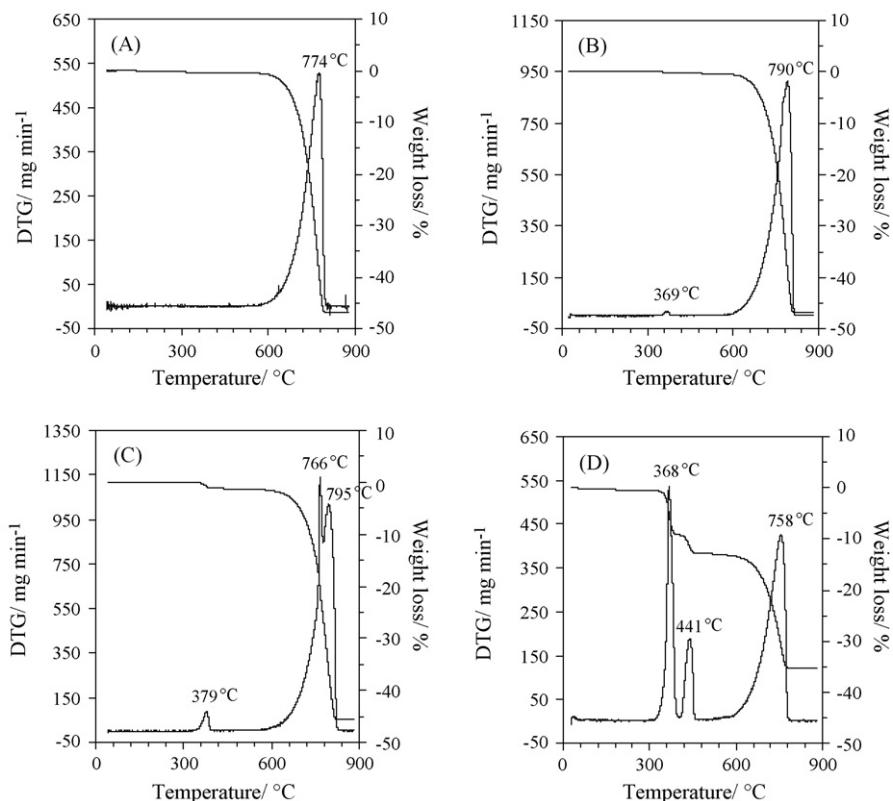 (A)
774 °C
650
550
450
350
250
150
50
-50
10
0
-10
-20
-30
-40
-50
0 300 600 900
DTG/ mg min-1
Weight loss/ %
Temperature/ °C
(B)
790 °C
369 °C
1150
950
750
550
350
150
-50
10
0
-10
-20
-30
-40
-50
0 300 600 900
DTG/ mg min-1
Weight loss/ %
Temperature/ °C
(C)
766 °C
795 °C
379 °C
1350
1150
950
750
550
350
150
-50
10
0
-10
-20
-30
-40
-50
0 300 600 900
DTG/ mg min-1
Weight loss/ %
Temperature/ °C
(D)
368 °C
758 °C
441 °C
650
550
450
350
250
150
50
-50
10
0
-10
-20
-30
-40
-50
0 300 600 900
DTG/ mg min-1
Weight loss/ %
Temperature/ °C